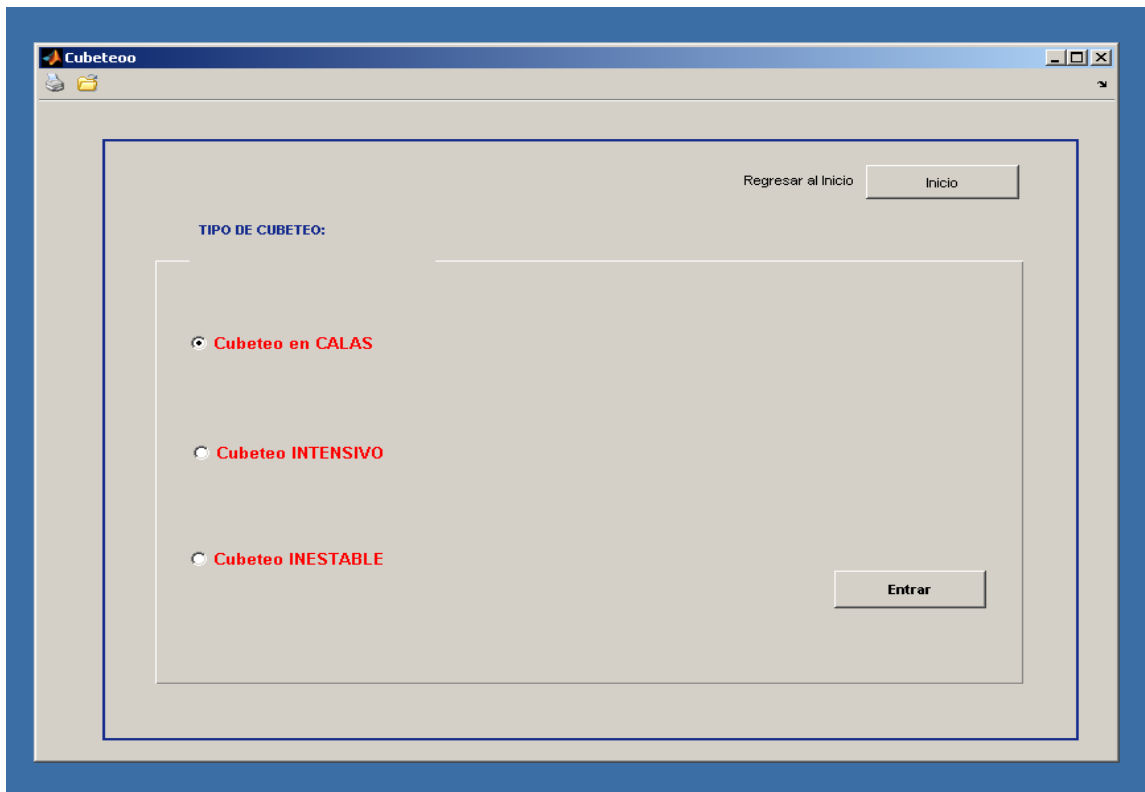 Cubeteoo
Regresar al Inicio Inicio
TIPO DE CUBETEO:
Cubeteo en CALAS
Cubeteo INTENSIVO
Cubeteo INESTABLE
Entrar